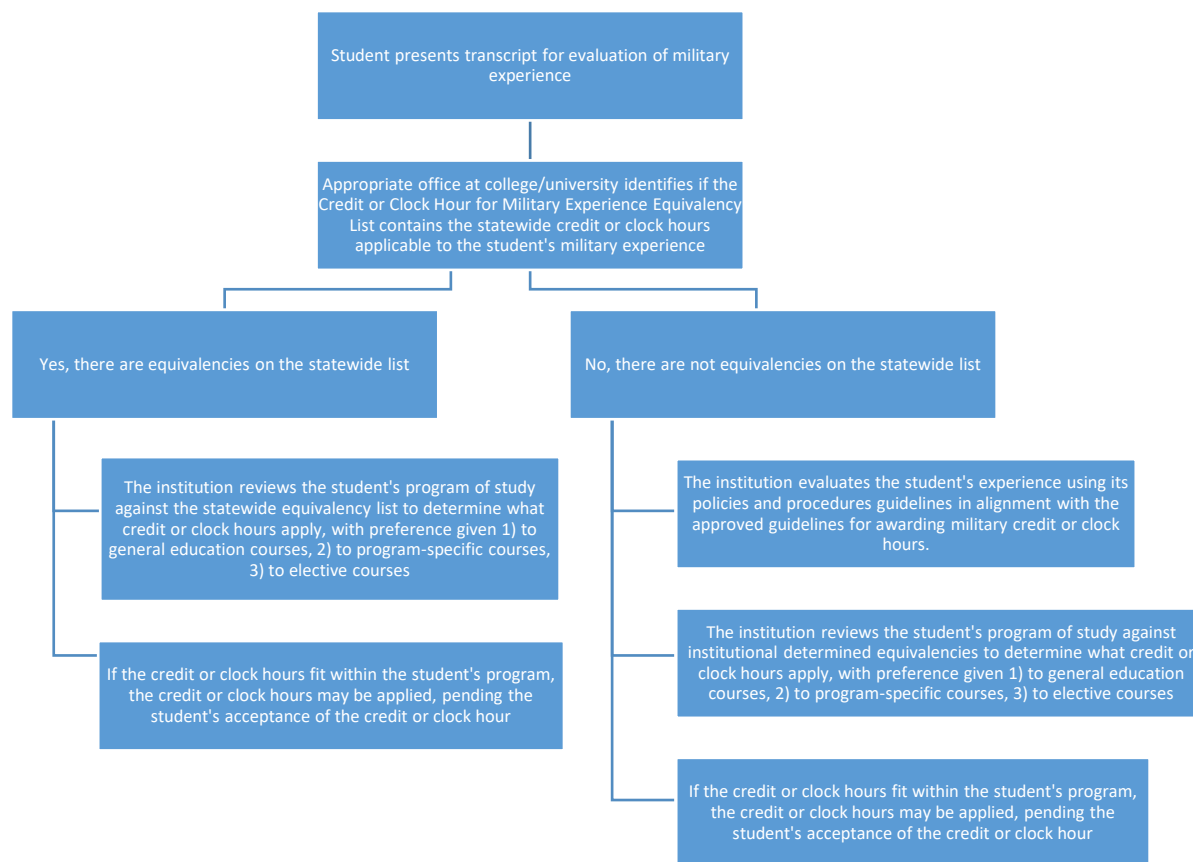 Student presents transcript for evaluation of military
experience
Appropriate office at college/university identifies if the
Credit or Clock Hour for Military Experience Equivalency
List contains the statewide credit or clock hours
applicable to the student's military experience
Yes, there are equivalencies on the statewide list
The institution reviews the student's program of study
against the statewide equivalency list to determine what
credit or clock hours apply, with preference given 1) to
general education courses, 2) to program-specific courses,
3) to elective courses
If the credit or clock hours fit within the student's program,
the credit or clock hours may be applied, pending the
student's acceptance of the credit or clock hour
No, there are not equivalencies on the statewide list
The institution evaluates the student's experience using its
policies and procedures guidelines in alignment with the
approved guidelines for awarding military credit or clock
hours.
The institution reviews the student's program of study against
institutional determined equivalencies to determine what credit or
clock hours apply, with preference given 1) to general education
courses, 2) to program-specific courses, 3) to elective courses
If the credit or clock hours fit within the student's program,
the credit or clock hours may be applied, pending the
student's acceptance of the credit or clock hour